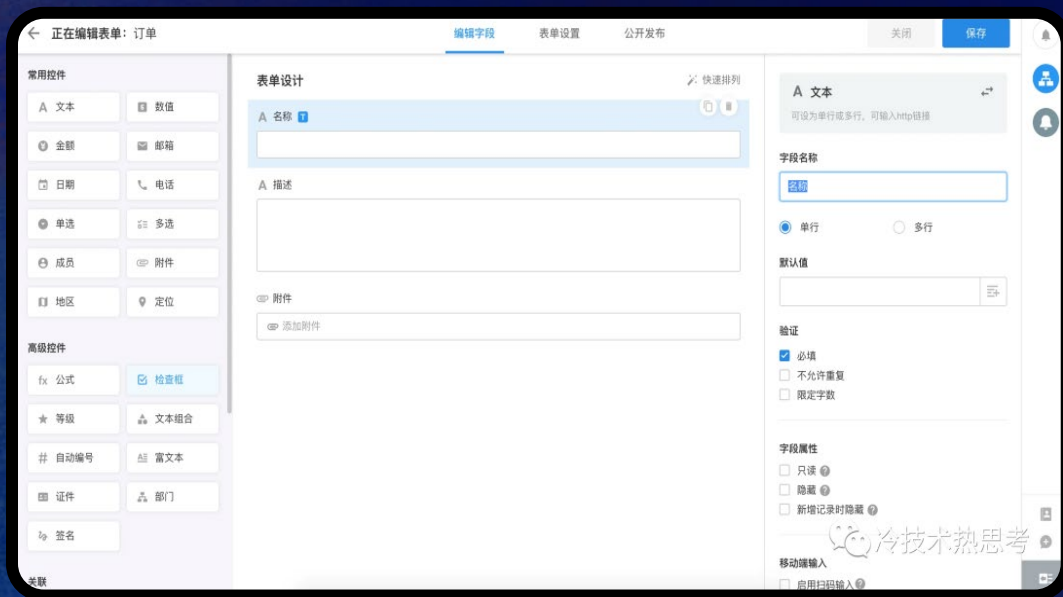 正在编辑表单：订单
编辑字段
表单设置
公开发布
关闭
保存
常用控件
文本
数值
金额
邮箱
日期
电话
单选
多选
成员
附件
地区
定位
高级控件
fx 公式
检查框
等级
文本组合
自动编号
富文本
证件
部门
签名
关联
表单设计
快速排列
A 名称 T
A 描述
附件
添加附件
A 文本
可设为单行或多行，可输入http链接
字段名称
名称
单行
多行
默认值
验证
必填
不允许重复
限定字数
字段属性
只读
隐藏
新增记录时隐藏
移动端输入
启用扫码输入
冷技术热思考